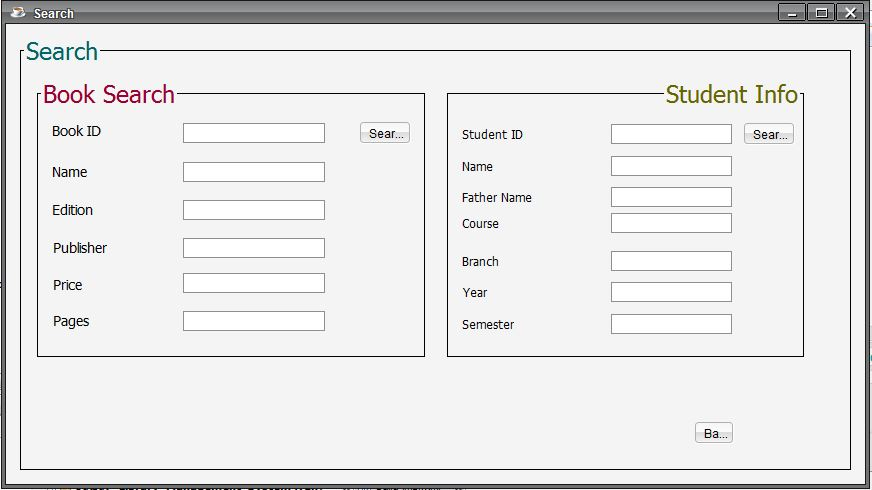 Search
Search
Book Search
Book ID
Sear...
Name
Edition
Publisher
Price
Pages
Student Info
Student ID
Sear...
Name
Father Name
Course
Branch
Year
Semester
Ba...